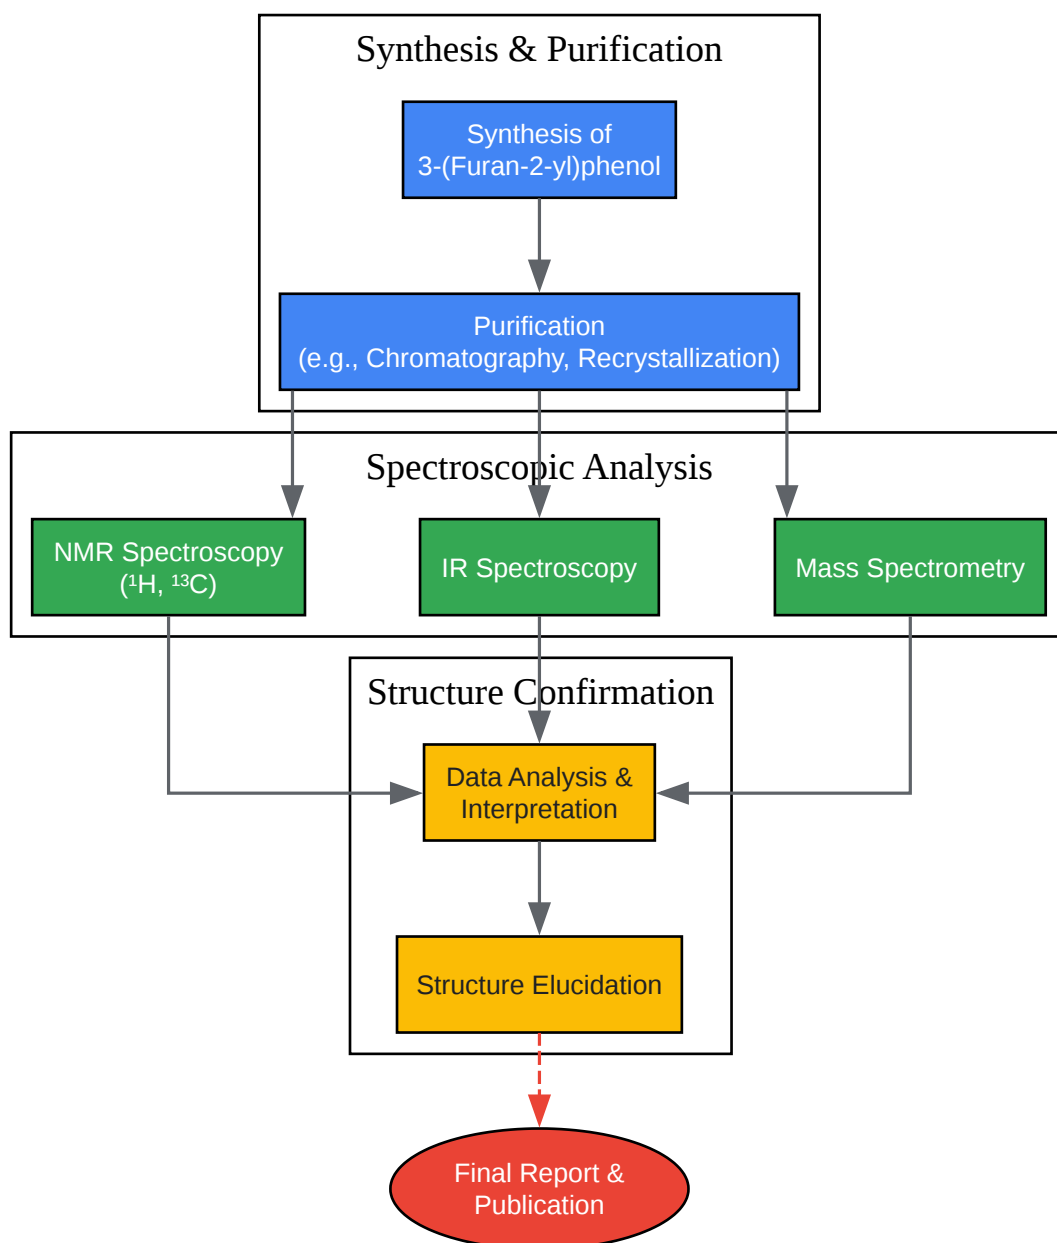 Synthesis & Purification
Synthesis of
3-(Furan-2-yl)phenol
Purification
(e.g., Chromatography, Recrystallization)
Spectroscopic Analysis
NMR Spectroscopy
(¹H, ¹³C)
IR Spectroscopy
Mass Spectrometry
Structure Confirmation
Data Analysis &
Interpretation
Structure Elucidation
Final Report &
Publication